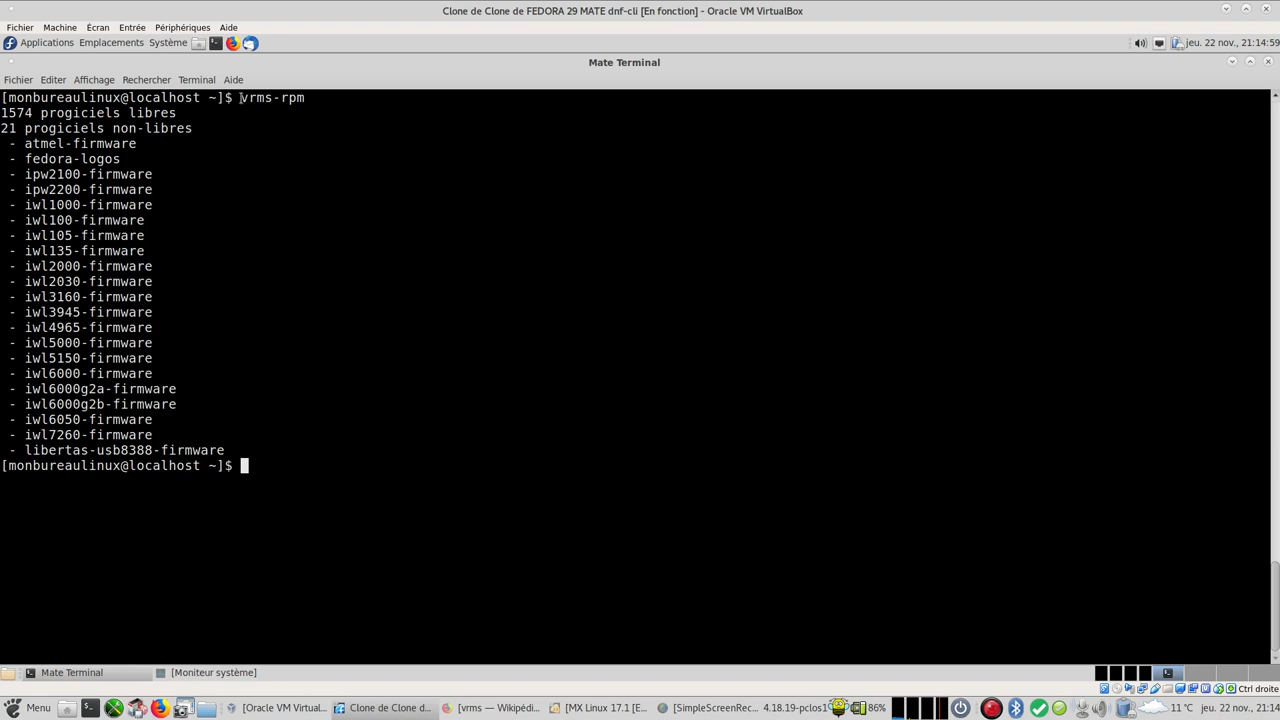 Clone de Clone de FEDORA 29 MATE dnf-cli [En fonction] - Oracle VM VirtualBox
Fichier Machine Écran Entrée Périphériques Aide
Applications Emplacements Système jeu. 22 nov., 21:14:59
Mate Terminal
Fichier Editer Affichage Rechercher Terminal Aide
[monbureaulinux@localhost ~]$ vrms-rpm
1574 progiciels libres
21 progiciels non-libres
- atmel-firmware
- fedora-logos
- ipw2100-firmware
- ipw2200-firmware
- iwl1000-firmware
- iwl100-firmware
- iwl105-firmware
- iwl135-firmware
- iwl2000-firmware
- iwl2030-firmware
- iwl3160-firmware
- iwl3945-firmware
- iwl4965-firmware
- iwl5000-firmware
- iwl5150-firmware
- iwl6000-firmware
- iwl6000g2a-firmware
- iwl6000g2b-firmware
- iwl6050-firmware
- iwl7260-firmware
- libertas-usb8388-firmware
[monbureaulinux@localhost ~]$
Mate Terminal [Moniteur système]
Ctrl droite
Menu [Oracle VM Virtual... Clone de Clone de... [vrms — Wikipédi... [MX Linux 17.1 [E... [SimpleScreenRec... 4.18.19-pclos1 86% 11 °C jeu. 22 nov., 21:14